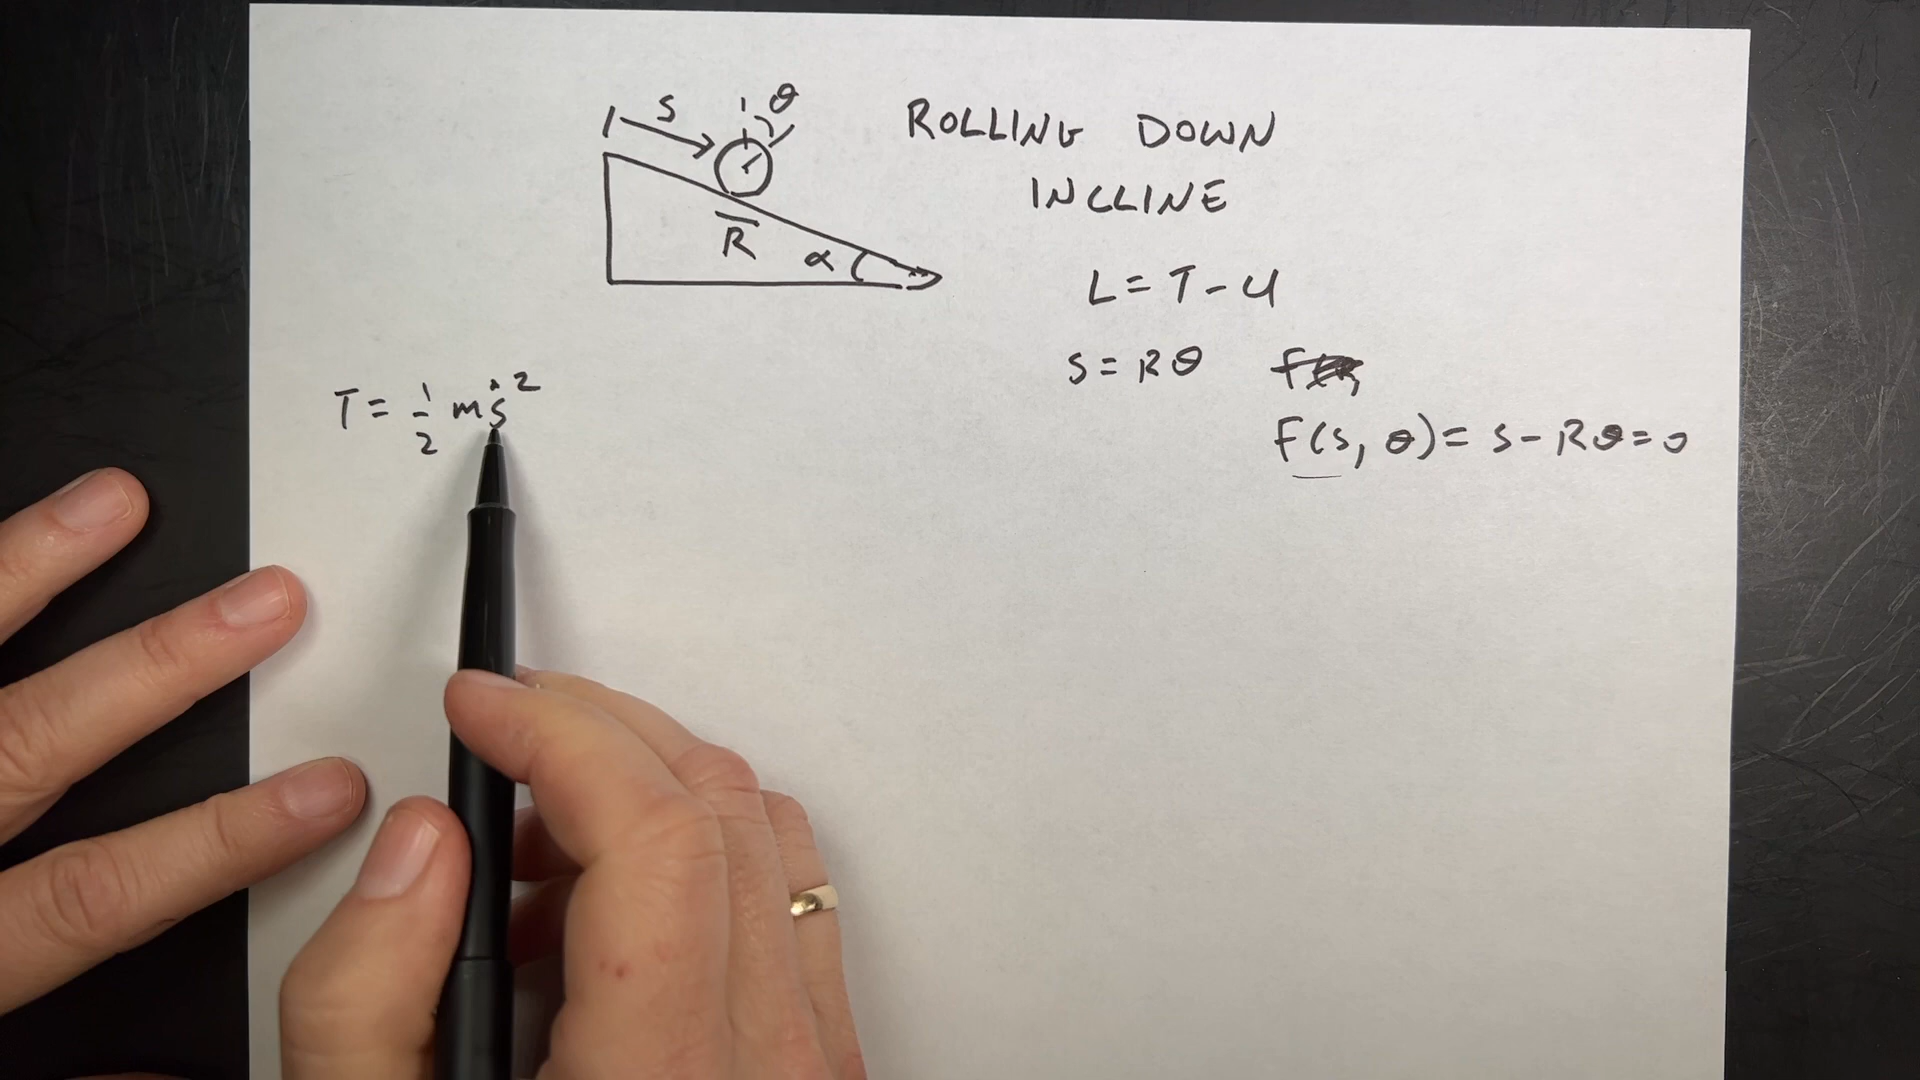 S θ
ROLLING DOWN
INCLINE
R α
L = T - U
S = Rθ
F(S, θ) = S - Rθ = 0
T = 1/2 mṡ²